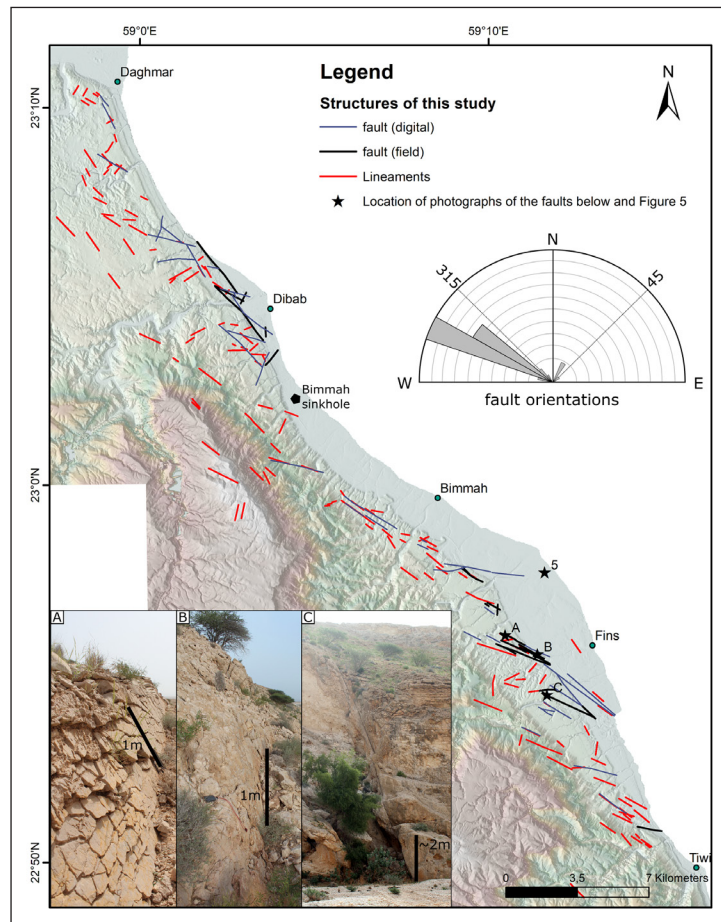 59°0'E
59°10'E
23°10'N
23°0'N
22°50'N
Daghmar
Legend
Structures of this study
fault (digital)
fault (field)
Lineaments
Location of photographs of the faults below and Figure 5
N
N
315
45
W
E
fault orientations
Dibab
Bimmah
sinkhole
Bimmah
5
Fins
A
B
C
A
B
C
1m
1m
~2m
Tiwi
0
3,5
7 Kilometers